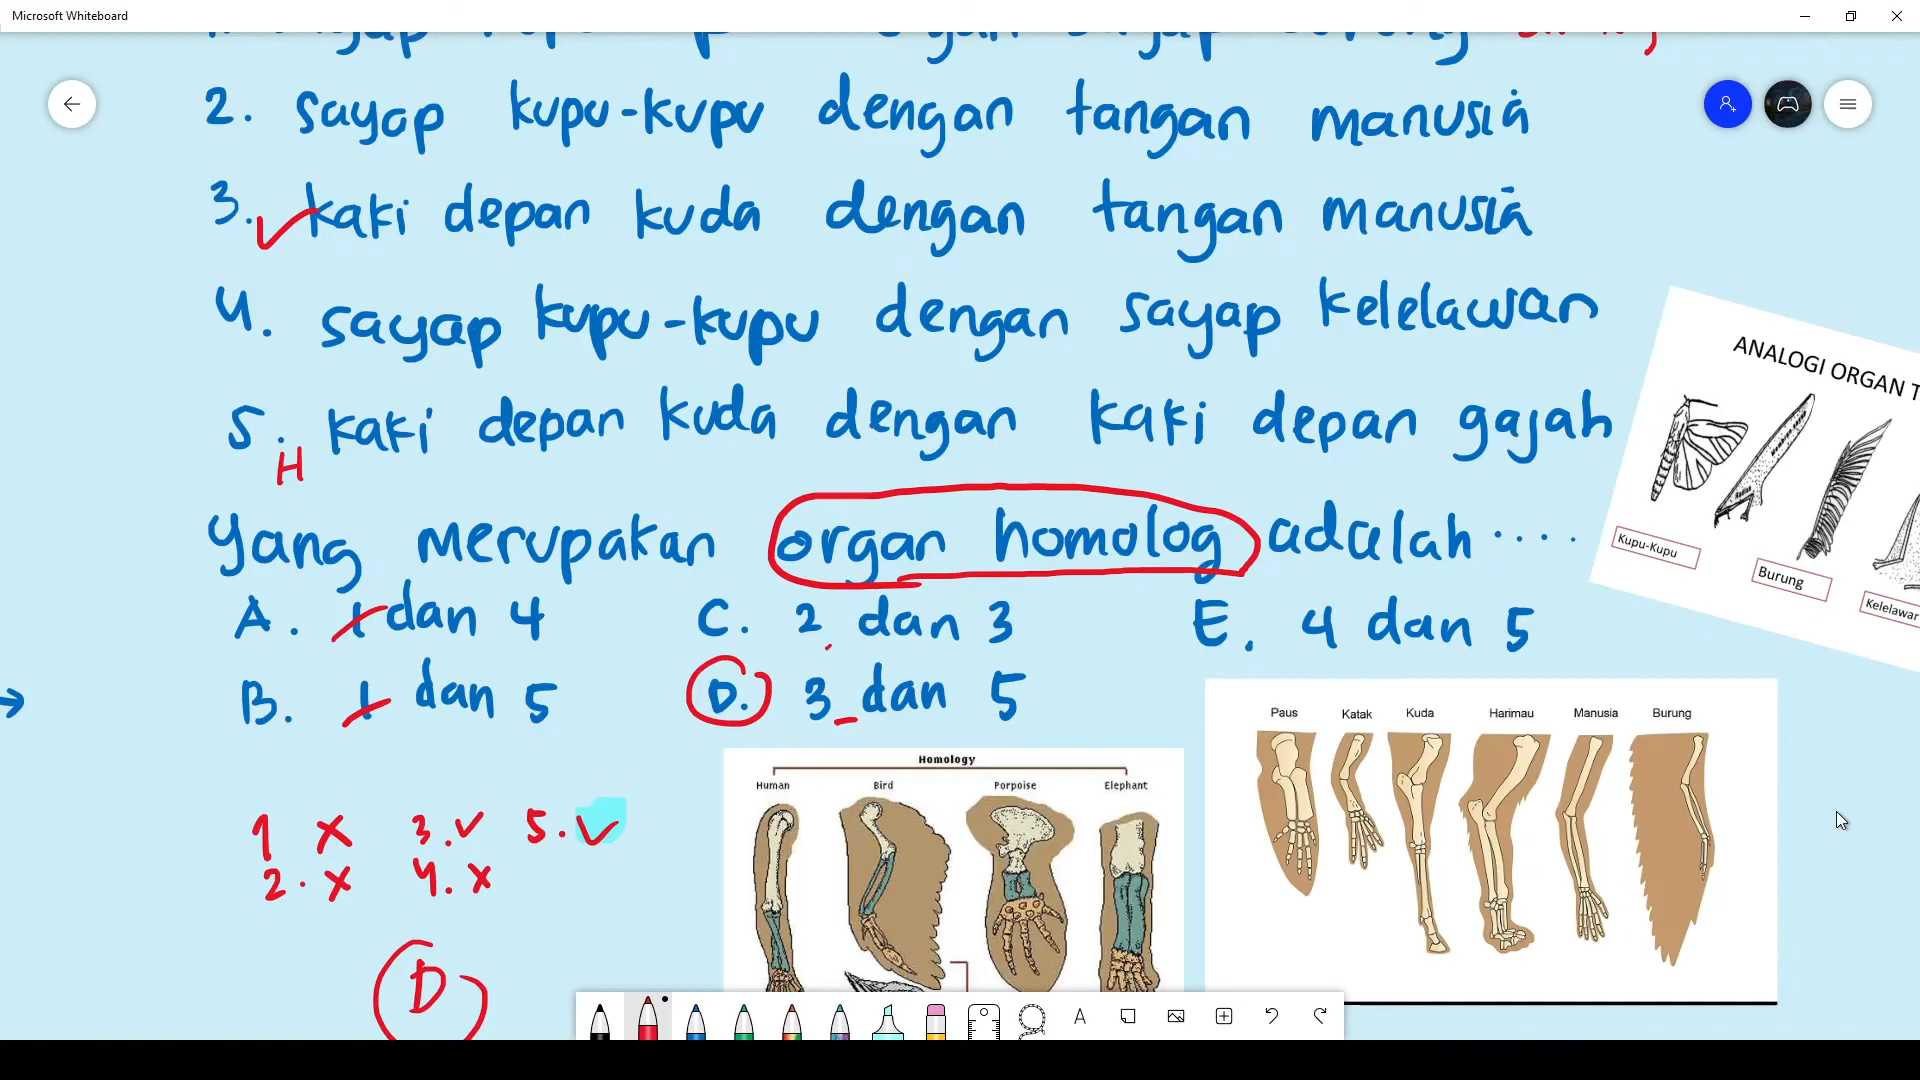 Microsoft Whiteboard
2. sayap kupu-kupu dengan tangan manusia
3. kaki depan kuda dengan tangan manusia
4. sayap kupu-kupu dengan sayap kelelawar
5. kaki depan kuda dengan kaki depan gajah
H
yang merupakan organ homolog adalah ....
A. 1 dan 4 C. 2 dan 3 E. 4 dan 5
B. 1 dan 5 D. 3 dan 5
1 x 3. ✓ 5. ✓
2. x 4. x
D
ANALOGI ORGAN T
Kupu-Kupu
Burung
Kelelawar
Homology
Human Bird Porpoise Elephant
Paus Katak Kuda Harimau Manusia Burung
A